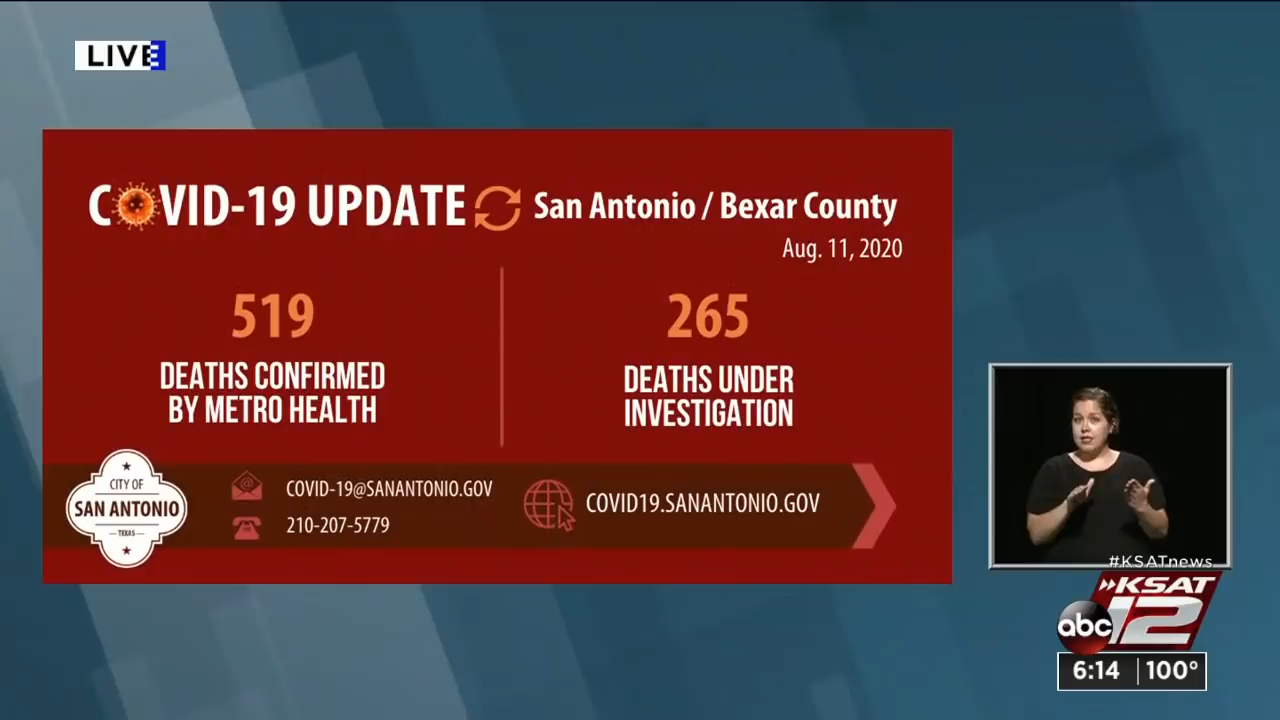 LIVE
COVID-19 UPDATE
San Antonio / Bexar County
Aug. 11, 2020
519
DEATHS CONFIRMED
BY METRO HEALTH
265
DEATHS UNDER
INVESTIGATION
CITY OF
SAN ANTONIO
TEXAS
COVID-19@SANANTONIO.GOV
210-207-5779
COVID19.SANANTONIO.GOV
#KSATnews
KSAT
abc 12
6:14 100°